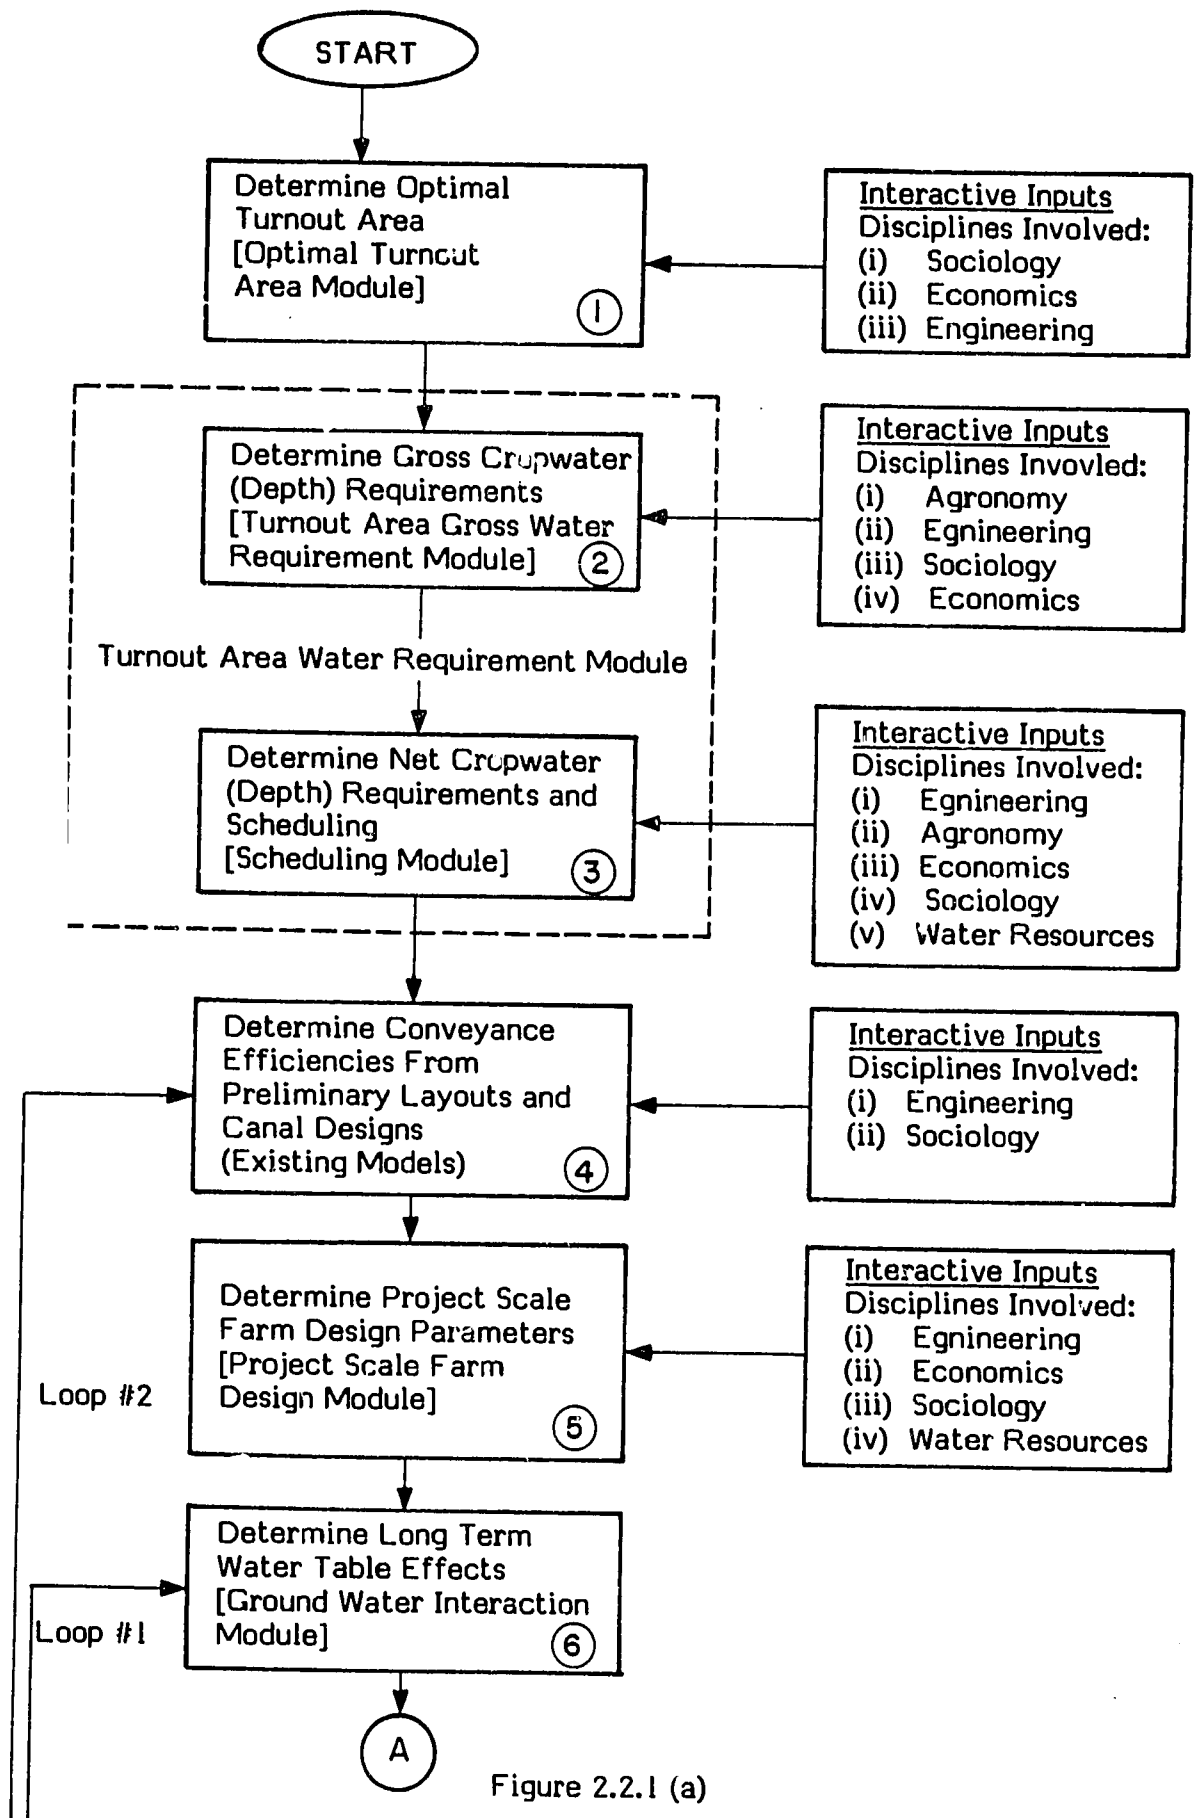 START
Determine Optimal
Turnout Area
[Optimal Turnout
Area Module]
1
Interactive Inputs
Disciplines Involved:
(i) Sociology
(ii) Economics
(iii) Engineering
Determine Gross Cropwater
(Depth) Requirements
[Turnout Area Gross Water
Requirement Module]
2
Interactive Inputs
Disciplines Invovled:
(i) Agronomy
(ii) Egnineering
(iii) Sociology
(iv) Economics
Turnout Area Water Requirement Module
Determine Net Cropwater
(Depth) Requirements and
Scheduling
[Scheduling Module]
3
Interactive Inputs
Disciplines Involved:
(i) Egnineering
(ii) Agronomy
(iii) Economics
(iv) Sociology
(v) Water Resources
Determine Conveyance
Efficiencies From
Preliminary Layouts and
Canal Designs
(Existing Models)
4
Interactive Inputs
Disciplines Involved:
(i) Engineering
(ii) Sociology
Determine Project Scale
Farm Design Parameters
[Project Scale Farm
Design Module]
5
Interactive Inputs
Disciplines Involved:
(i) Egnineering
(ii) Economics
(iii) Sociology
(iv) Water Resources
Loop #2
Determine Long Term
Water Table Effects
[Ground Water Interaction
Module]
6
Loop #1
A
Figure 2.2.1 (a)